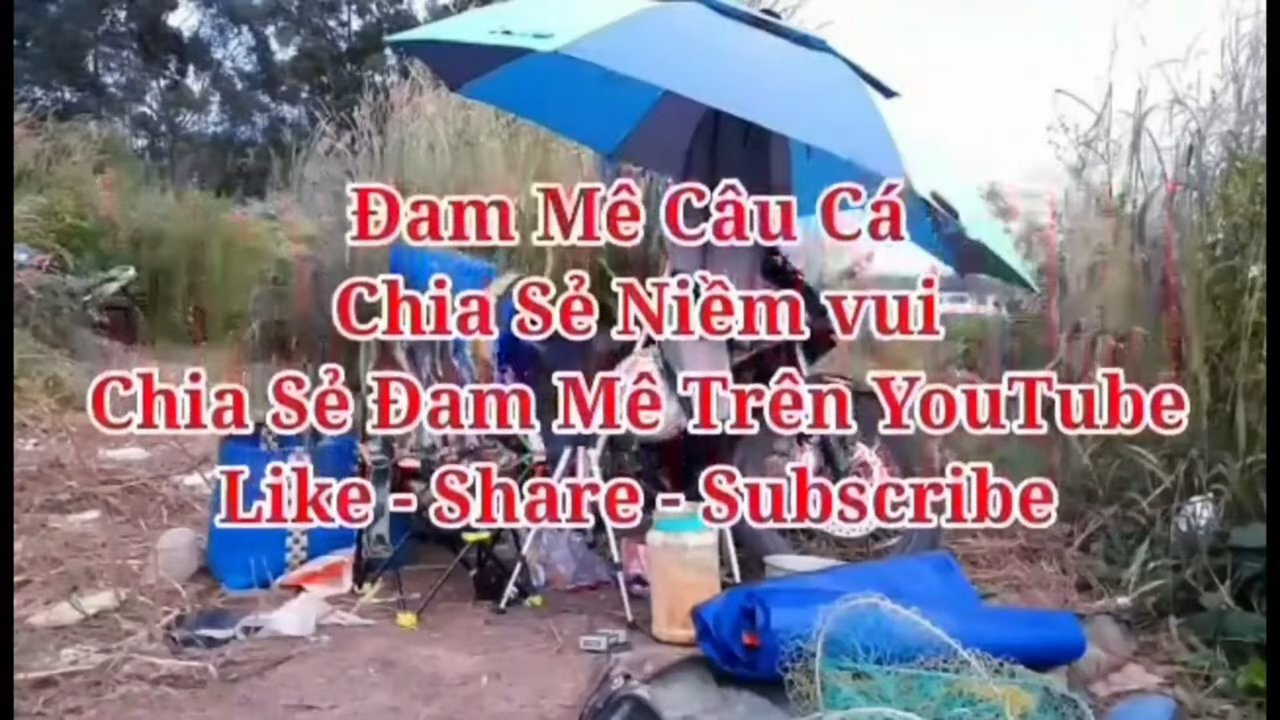 Đam Mê Câu Cá
Chia Sẻ Niềm vui
Chia Sẻ Đam Mê Trên YouTube
Like - Share - Subscribe